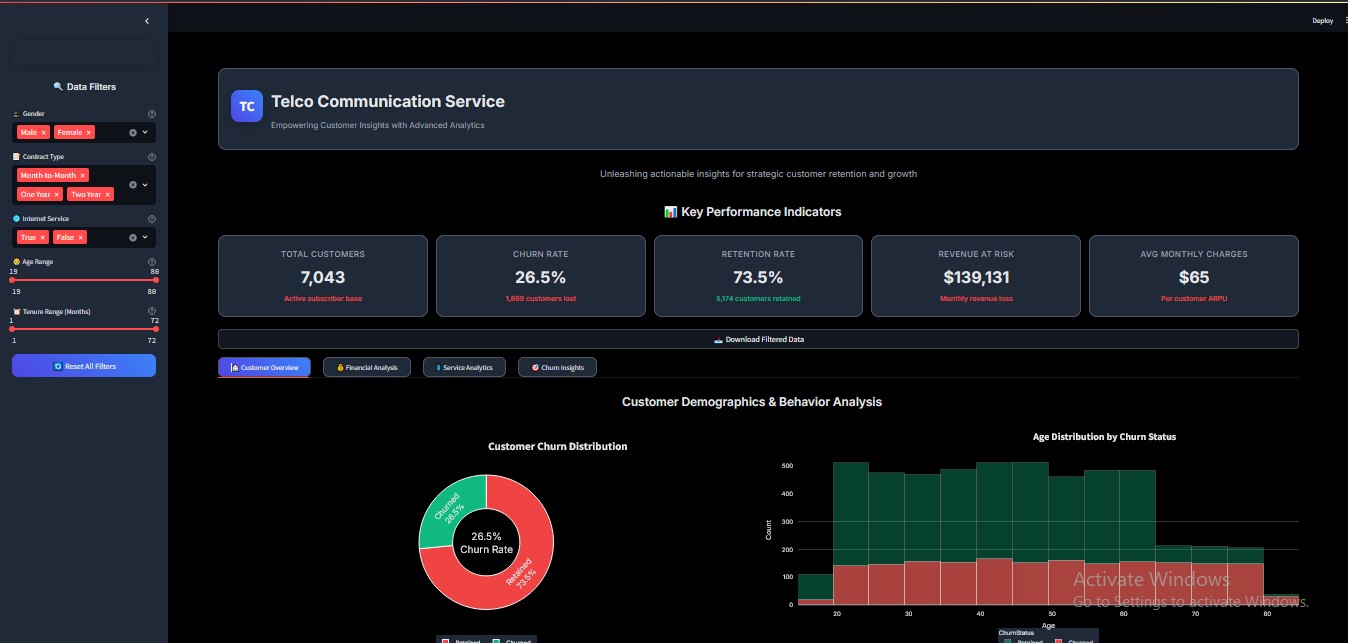 Deploy
Data Filters
Gender
Male × Female ×
Contract Type
Month-to-Month ×
One Year × Two Year ×
Internet Service
True × False ×
Age Range
19 80
19 80
Tenure Range (Months)
1 72
1 72
Reset All Filters
TC
Telco Communication Service
Empowering Customer Insights with Advanced Analytics
Unleashing actionable insights for strategic customer retention and growth
Key Performance Indicators
TOTAL CUSTOMERS
7,043
Active subscriber base
CHURN RATE
26.5%
1,869 customers lost
RETENTION RATE
73.5%
5,174 customers retained
REVENUE AT RISK
$139,131
Monthly revenue loss
AVG MONTHLY CHARGES
$65
Per customer ARPU
Download Filtered Data
Customer Overview
Financial Analysis
Service Analytics
Churn Insights
Customer Demographics & Behavior Analysis
Customer Churn Distribution
Churned
26.5%
26.5%
Churn Rate
Retained
73.5%
Retained Churned
Age Distribution by Churn Status
Count
500
400
300
200
100
0
20 30 40 50 60 70 80
Age
ChurnStatus
Retained Churned
Activate Windows
Go to Settings to activate Windows.